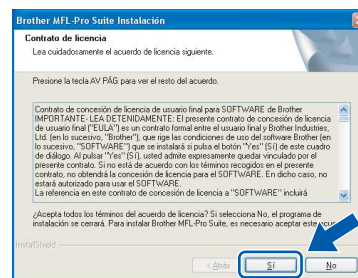 Brother MFL-Pro Suite Instalación
Contrato de licencia
Lea cuidadosamente el acuerdo de licencia siguiente.
Presione la tecla AV PÁG para ver el resto del acuerdo.
Contrato de concesión de licencia de usuario final para SOFTWARE de Brother
IMPORTANTE- LEA DETENIDAMENTE: El presente contrato de concesión de licencia
de usuario final ("EULA") es un contrato formal entre el usuario final y Brother Industries,
Ltd. (en lo sucesivo, "Brother"), que rige las condiciones de uso del software Brother (en
lo sucesivo, "SOFTWARE") que se instalará si pulsa el botón "Yes" (Sí) de este cuadro
de diálogo. Al pulsar "Yes" (Sí), usted admite expresamente quedar vinculado por el
presente contrato. Si no está de acuerdo con los términos recogidos en el presente
contrato, no obtendrá la concesión de licencia para el SOFTWARE. En dicho caso, no
estará autorizado para usar el SOFTWARE.
La referencia en este contrato de concesión de licencia a "SOFTWARE" incluirá
¿Acepta todos los términos del acuerdo de licencia? Si selecciona No, el programa de
instalación se cerrará. Para instalar Brother MFL-Pro Suite, es necesario aceptar este
InstallShield
< Atrás
Sí
No